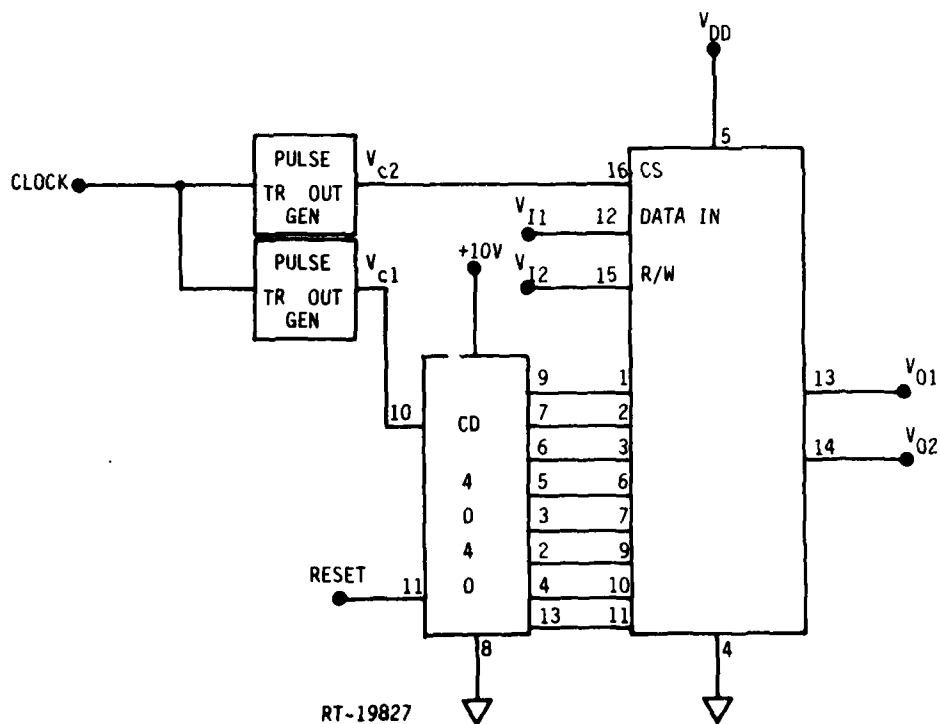 V_DD
5
PULSE
TR OUT
GEN
V_c2
CLOCK
16 CS
V_I1
12 DATA IN
PULSE
TR OUT
GEN
V_c1
+10V
V_I2
15 R/W
9 1
7 2
6 3
5 6
3 7
2 9
4 10
13 11
10
CD
4
0
4
0
13
V_01
14
V_02
RESET
11
8
4
RT-19827